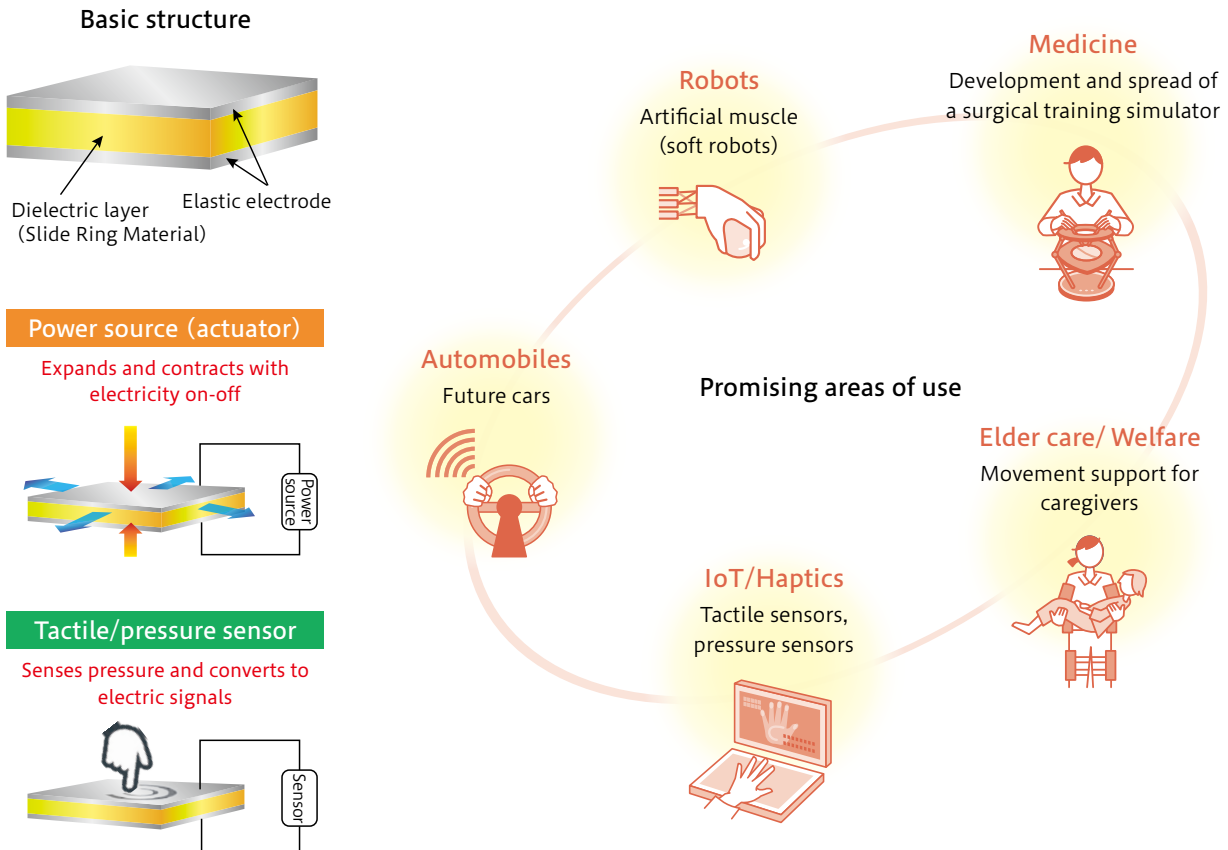 Basic structure
Dielectric layer
（Slide Ring Material）
Elastic electrode
Power source（actuator）
Expands and contracts with
electricity on-off
Power
source
Tactile/pressure sensor
Senses pressure and converts to
electric signals
Sensor
Promising areas of use
Robots
Artificial muscle
(soft robots)
Medicine
Development and spread of
a surgical training simulator
Automobiles
Future cars
Elder care/ Welfare
Movement support for
caregivers
IoT/Haptics
Tactile sensors,
pressure sensors